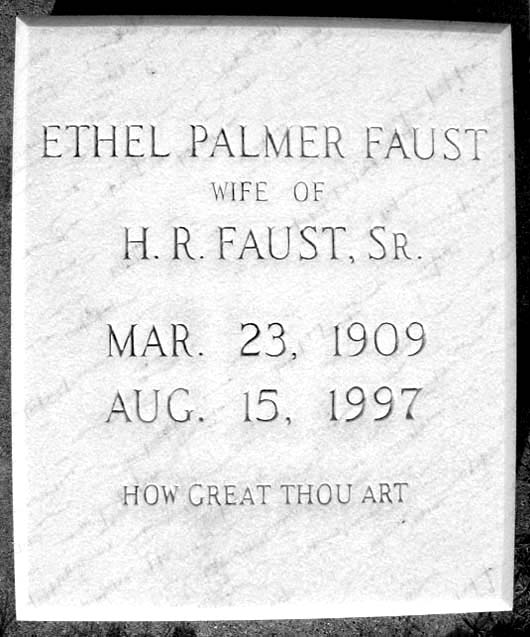 ETHEL PALMER FAUST
WIFE OF
H. R. FAUST, SR.
MAR. 23, 1909
AUG. 15, 1997
HOW GREAT THOU ART